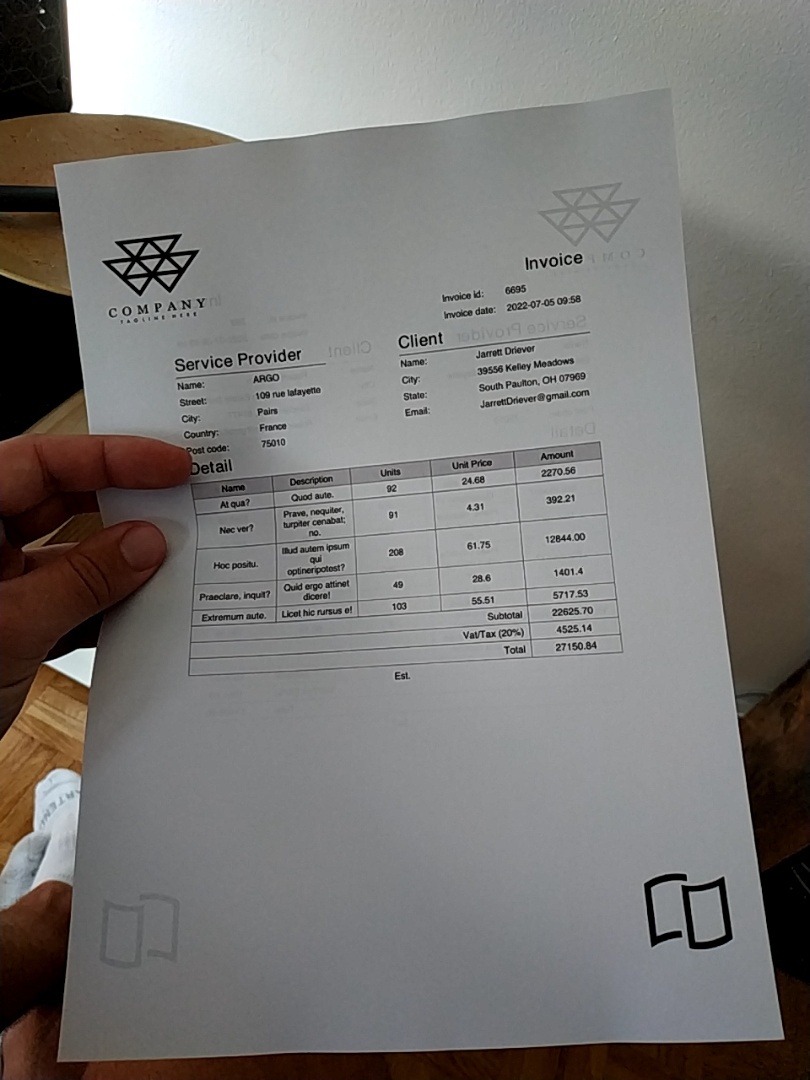 COMPANY
TAGLINE HERE
Invoice
Invoice id: 6695
Invoice date: 2022-07-05 09:58
Service Provider
Name: ARGO
Street: 109 rue lafayette
City: Pairs
Country: France
Post code: 75010
Client
Name: Jarrett Driever
City: 39556 Kelley Meadows
State: South Paulton, OH 07969
Email: JarrettDriever@gmail.com
Detail
Name Description Units Unit Price Amount
At qua? Quod aute. 92 24.68 2270.56
Nec ver? Prave, nequiter, turpiter cenabat; no. 91 4.31 392.21
Hoc positu. Illud autem ipsum qui optineripotest? 208 61.75 12844.00
Praeclare, inquit? Quid ergo attinet dicere! 49 28.6 1401.4
Extremum aute. Licet hic rursus e! 103 55.51 5717.53
Subtotal 22625.70
Vat/Tax (20%) 4525.14
Total 27150.84
Est.